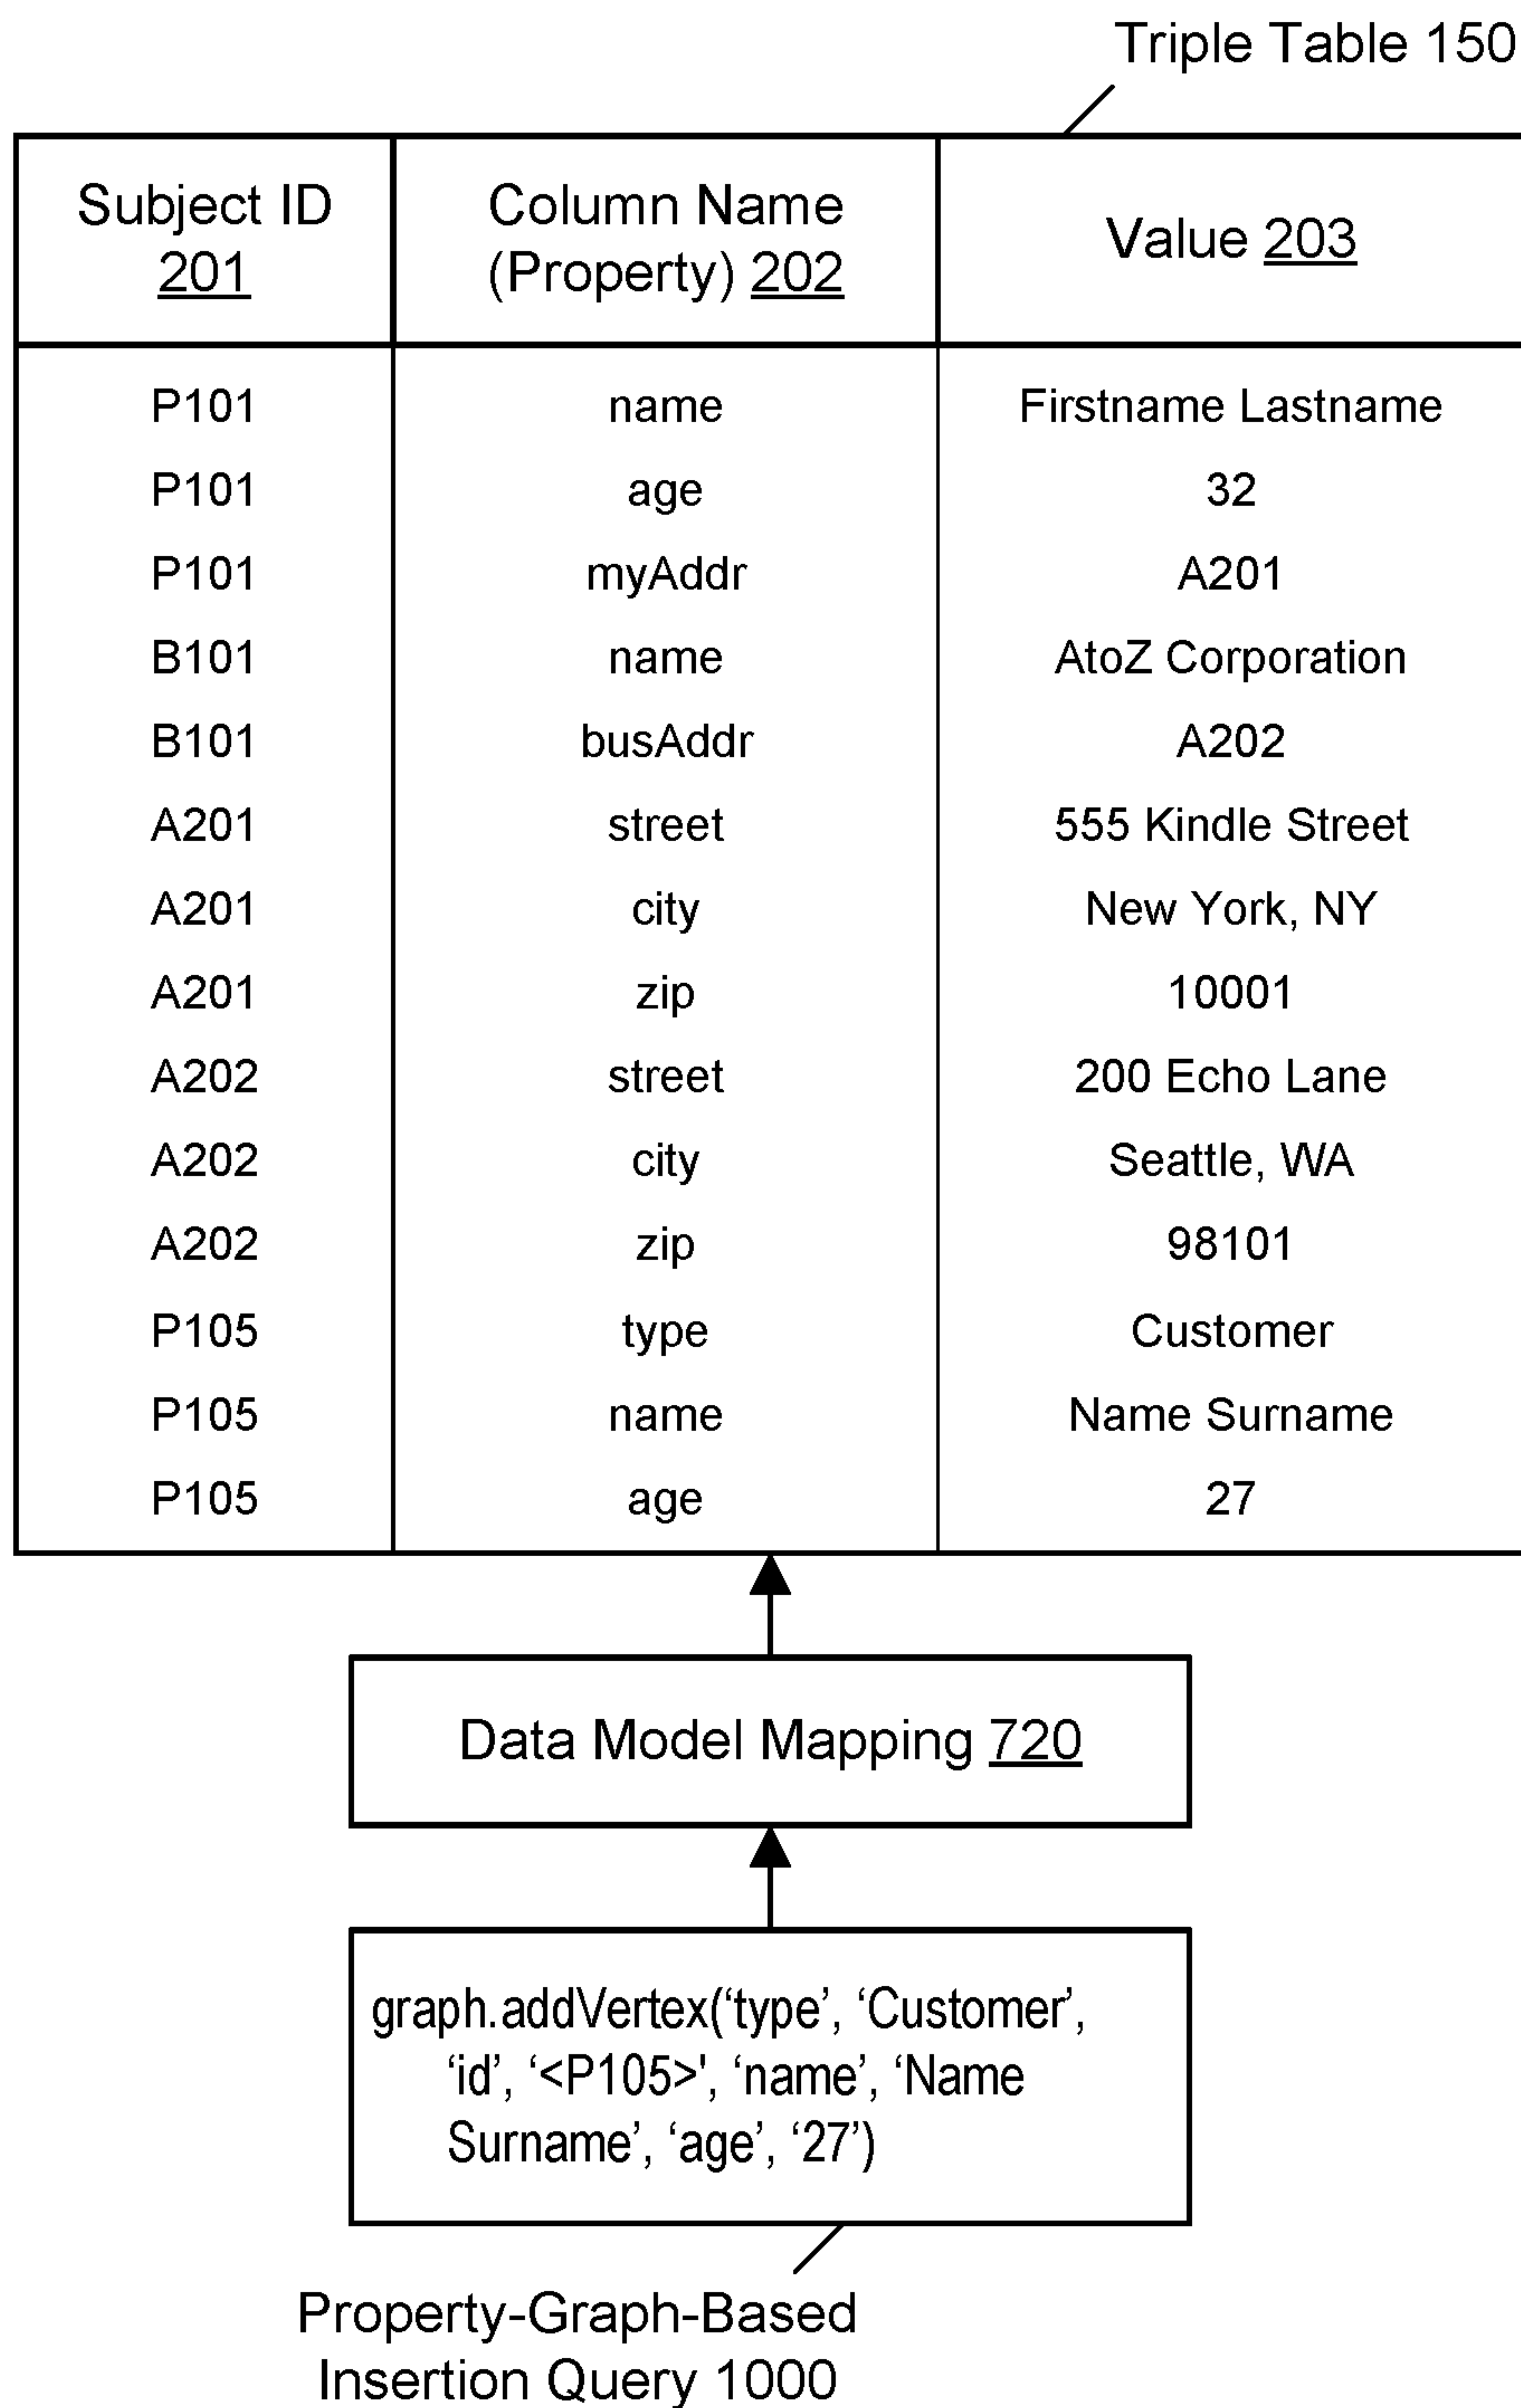 Triple Table 150
Subject ID Column Name Value 203
201 (Property) 202
P101 name Firstname Lastname
P101 age 32
P101 myAddr A201
B101 name AtoZ Corporation
B101 busAddr A202
A201 street 555 Kindle Street
A201 city New York, NY
A201 zip 10001
A202 street 200 Echo Lane
A202 city Seattle, WA
A202 zip 98101
P105 type Customer
P105 name Name Surname
P105 age 27
Data Model Mapping 720
graph.addVertex(‘type’, ‘Customer’,
‘id’, ‘<P105>', ‘name’, ‘Name
Surname’, ‘age’, ‘27’)
Property-Graph-Based
Insertion Query 1000